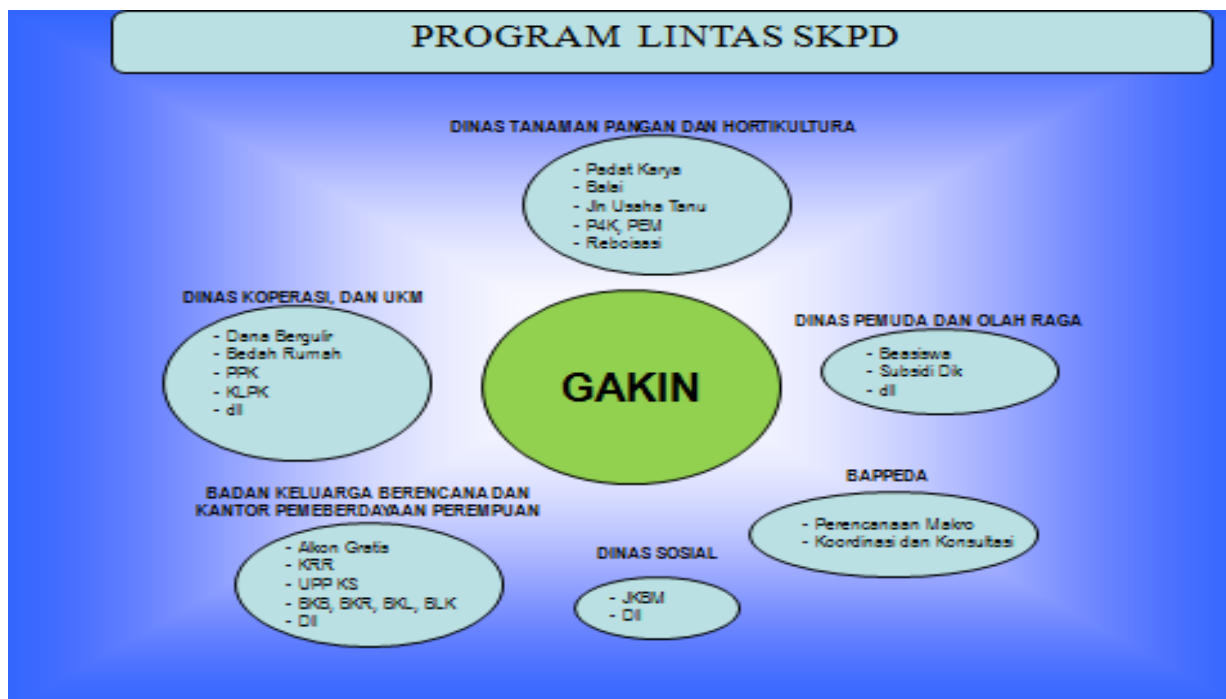 PROGRAM LINTAS SKPD
DINAS TANAMAN PANGAN DAN HORTIKULTURA
- Padat Karya
- Balai
- Jln Usaha Tanu
- P4K, PEM
- Reboisasi
DINAS KOPERASI, DAN UKM
- Dana Bergulir
- Bedah Rumah
- PPK
- KLPK
- dll
GAKIN
DINAS PEMUDA DAN OLAH RAGA
- Beasiswa
- Subsidi Dik
- dll
BADAN KELUARGA BERENCANA DAN
KANTOR PEMEBERDAYAAN PEREMPUAN
- Alkon Gratis
- KRR
- UPP KS
- BKB, BKR, BKL, BLK
- Dll
DINAS SOSIAL
- JKBM
- Dll
BAPPEDA
- Perencanaan Makro
- Koordinasi dan Konsultasi